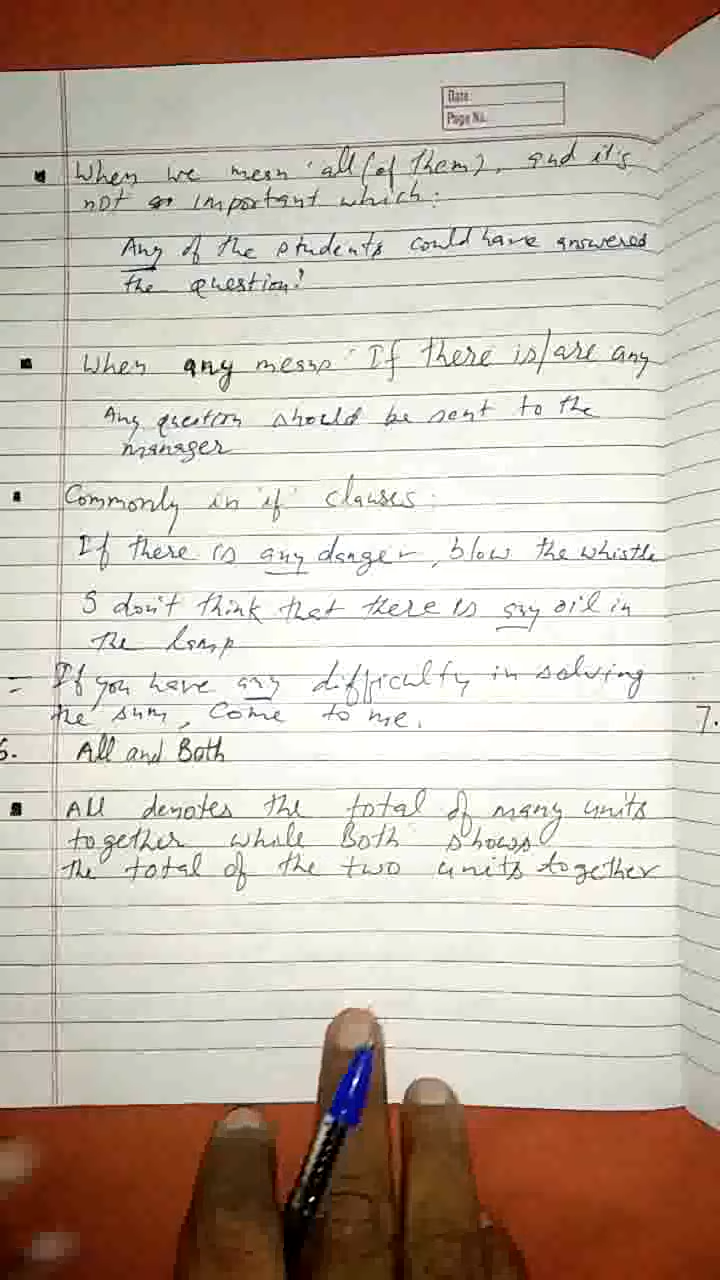 Date:
Page No.
▪ When we mean 'all (of them), and it's
not important which:
Any of the students could have answered
the question!
▪ When any means 'If there is/are any
Any question should be sent to the
manager
▪ Commonly in 'if' clauses:
If there is any danger, blow the whistle
I don't think that there is any oil in
the lamp
= If you have any difficulty in solving
the sum, Come to me.
7.
6. All and Both
▪ All denotes the total of many units
together while Both shows
the total of the two units together